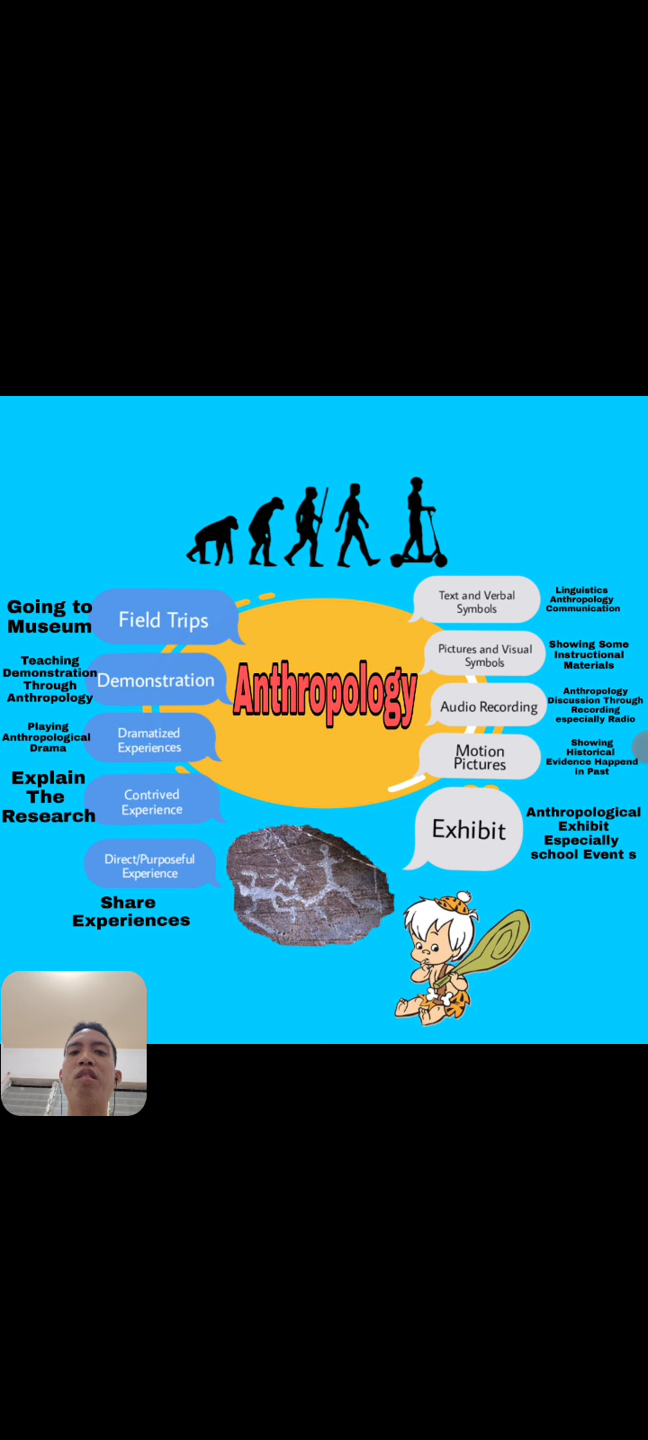 Anthropology
Going to
Museum
Field Trips
Teaching
Demonstration
Through
Anthropology
Demonstration
Playing
Anthropological
Drama
Dramatized
Experiences
Explain
The
Research
Contrived
Experience
Direct/Purposeful
Experience
Share
Experiences
Text and Verbal
Symbols
Linguistics
Anthropology
Communication
Pictures and Visual
Symbols
Showing Some
Instructional
Materials
Audio Recording
Anthropology
Discussion Through
Recording
especially Radio
Motion
Pictures
Showing
Historical
Evidence Happend
in Past
Exhibit
Anthropological
Exhibit
Especially
school Event s